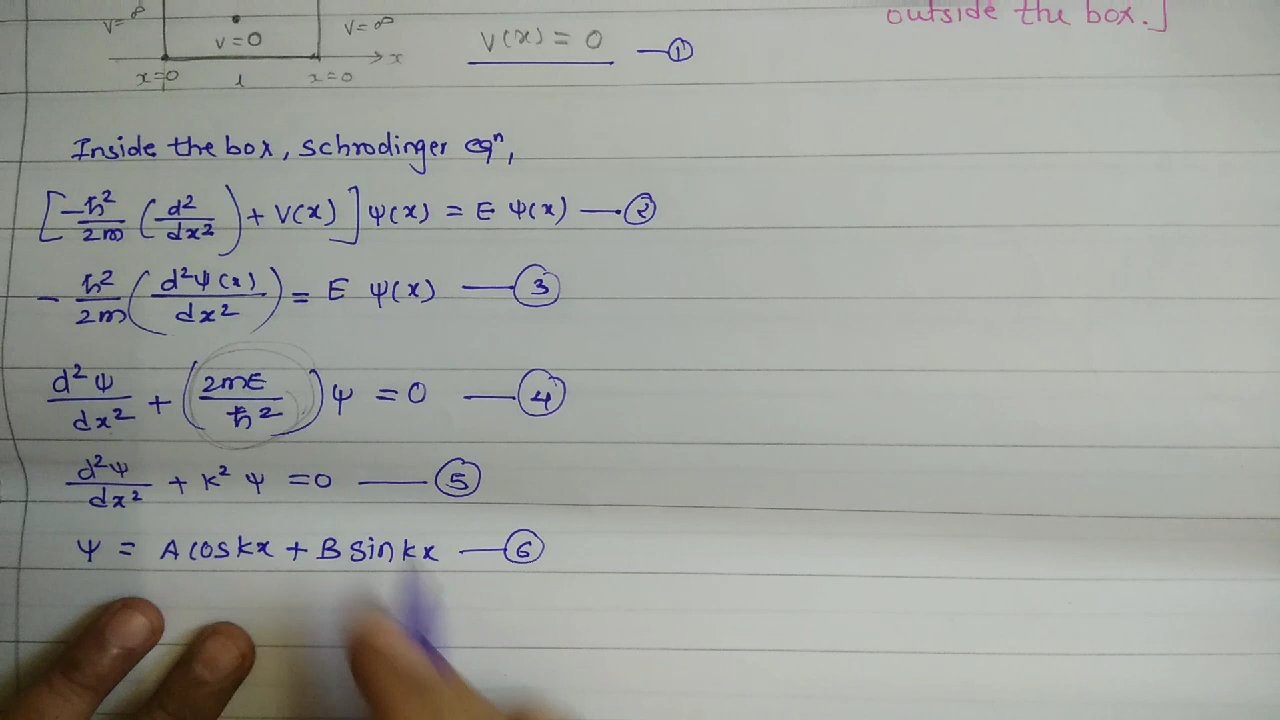 outside the box.]
V=∞ V=0 V=∞
V(x) = 0 —①
x
x=0 l x=0
Inside the box, Schrodinger eqⁿ,
[-ħ²/2m (d²/dx²) + V(x)] ψ(x) = E ψ(x) —②
- ħ²/2m (d²ψ(x)/dx²) = E ψ(x) —③
d²ψ/dx² + (2mE/ħ²) ψ = 0 —④
d²ψ/dx² + k² ψ = 0 —⑤
ψ = A cos kx + B sin kx —⑥